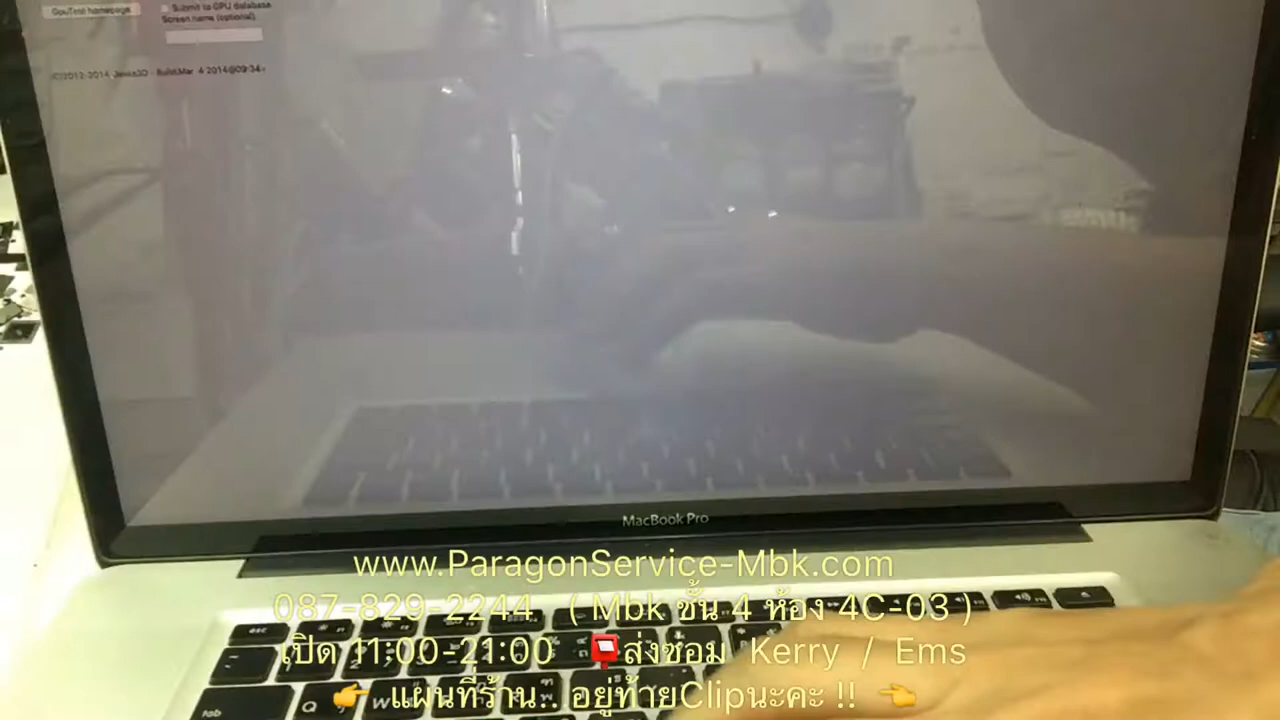 GpuTest homepage
Submit to GPU database
Screen name (optional)
(C)2012-2014 Geeks3D - Build:Mar 4 2014@09:34
MacBook Pro
www.ParagonService-Mbk.com
087-829-2244 ( Mbk ชั้น 4 ห้อง 4C-03 )
เปิด 11:00-21:00 📮ส่งซ่อม Kerry / Ems
👉 แผนที่ร้าน.. อยู่ท้ายClipนะคะ !! 👈
esc
tab Q W